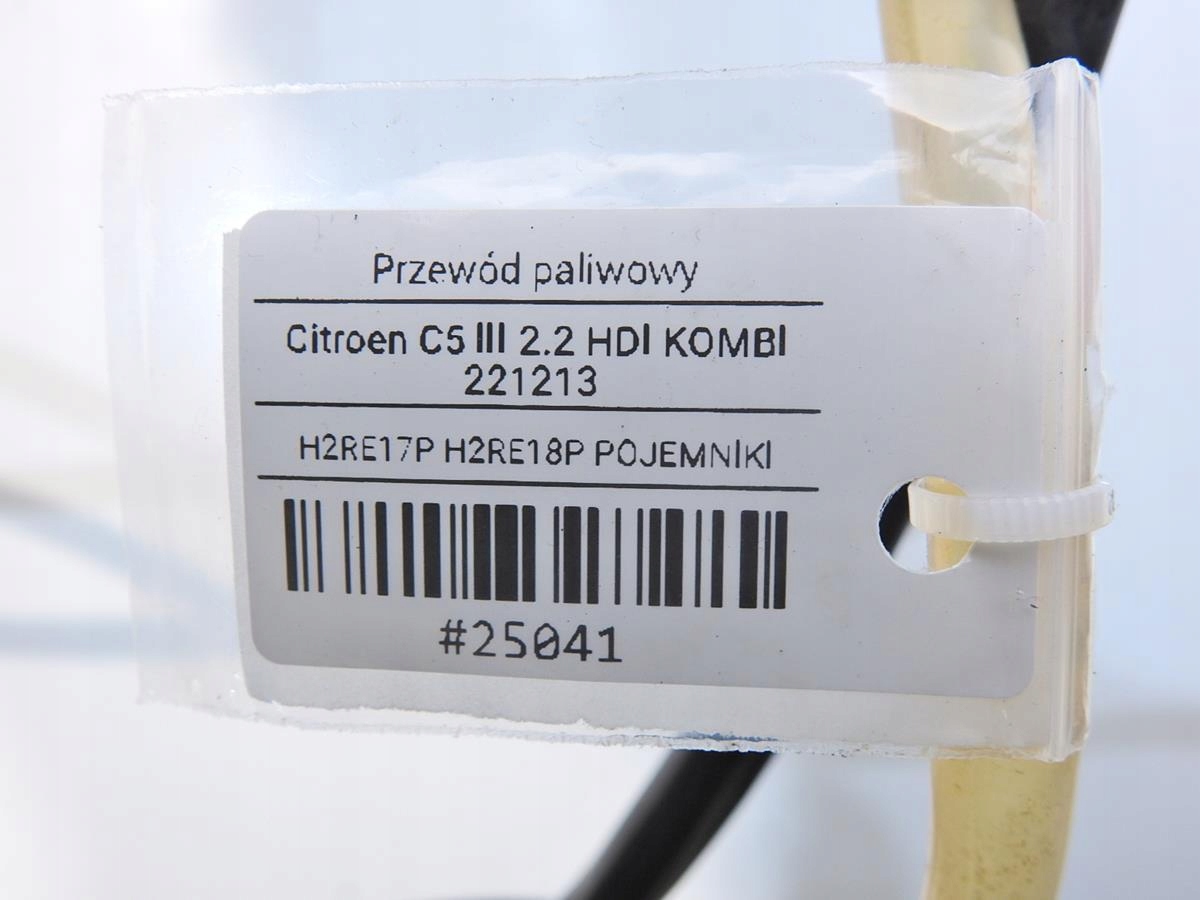 Przewód paliwowy
Citroen C5 III 2.2 HDI KOMBI
221213
H2RE17P H2RE18P POJEMNIKI
#25041